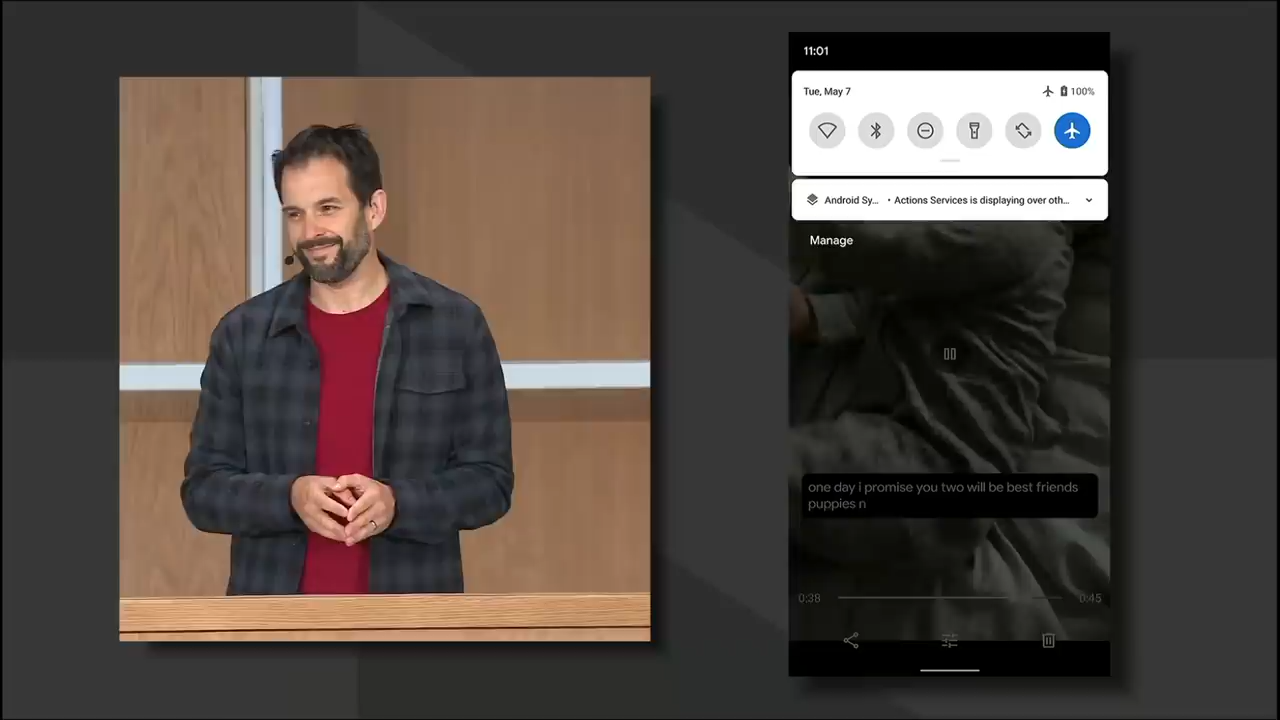 11:01
Tue, May 7
100%
Android Sy... • Actions Services is displaying over oth...
Manage
one day i promise you two will be best friends
puppies n
0:38
0:45